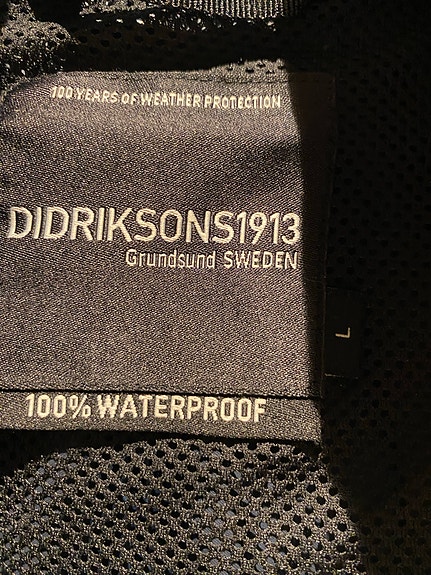 100 YEARS OF WEATHER PROTECTION
DIDRIKSONS1913
Grundsund SWEDEN
L
100% WATERPROOF